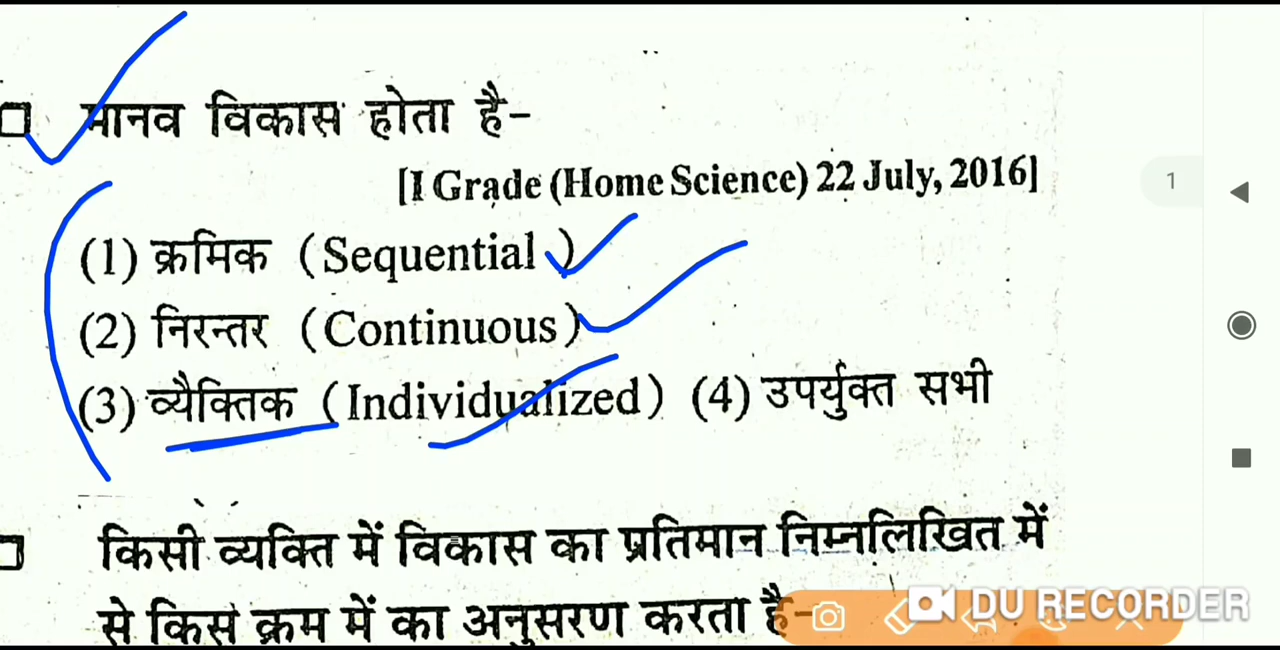 मानव विकास होता है-
[I Grade (Home Science) 22 July, 2016]
(1) क्रमिक (Sequential)
(2) निरन्तर (Continuous)
(3) व्यैक्तिक (Individualized) (4) उपर्युक्त सभी
किसी व्यक्ति में विकास का प्रतिमान निम्नलिखित में
से किस क्रम में का अनुसरण करता है-
1
DU RECORDER